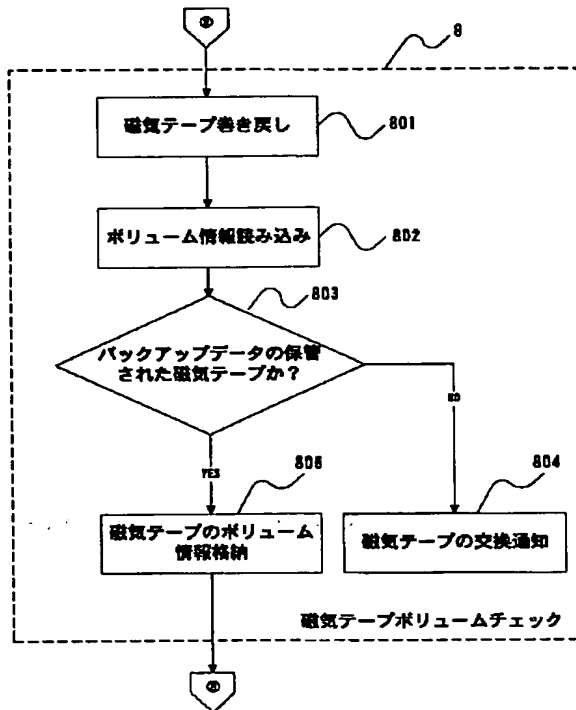 8
磁気テープ巻き戻し
801
ボリューム情報読み込み
802
803
バックアップデータの保管
された磁気テープか？
NO
YES
805
804
磁気テープのボリューム
情報格納
磁気テープの交換通知
磁気テープボリュームチェック